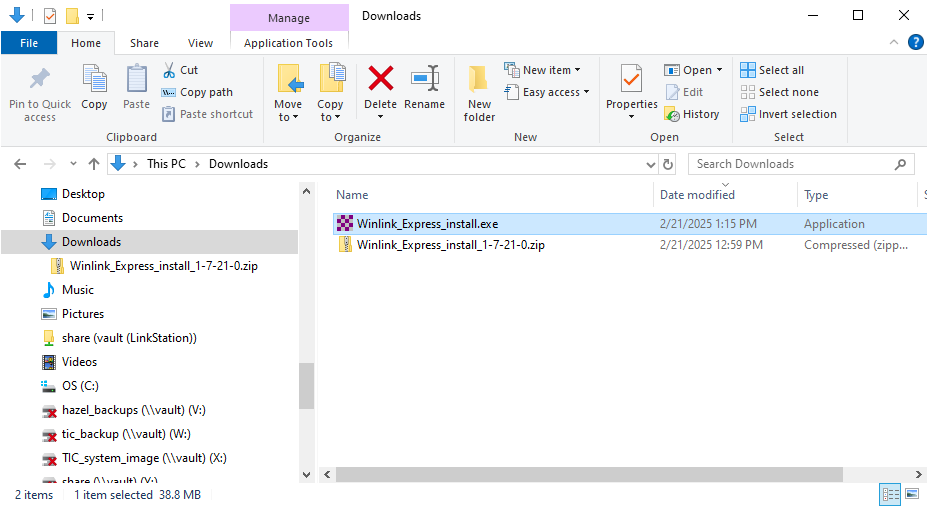 Manage
Downloads
File
Home
Share
View
Application Tools
Pin to Quick access
Copy
Paste
Cut
Copy path
Paste shortcut
Clipboard
Move to
Copy to
Delete
Rename
Organize
New folder
New item
Easy access
New
Properties
Open
Edit
History
Open
Select all
Select none
Invert selection
Select
This PC > Downloads
Search Downloads
Desktop
Documents
Downloads
Winlink_Express_install_1-7-21-0.zip
Music
Pictures
share (vault (LinkStation))
Videos
OS (C:)
hazel_backups (\\vault) (V:)
tic_backup (\\vault) (W:)
TIC_system_image (\\vault) (X:)
share (\\vault) (Y:)
Name Date modified Type S
Winlink_Express_install.exe 2/21/2025 1:15 PM Application
Winlink_Express_install_1-7-21-0.zip 2/21/2025 12:59 PM Compressed (zipp...
2 items 1 item selected 38.8 MB